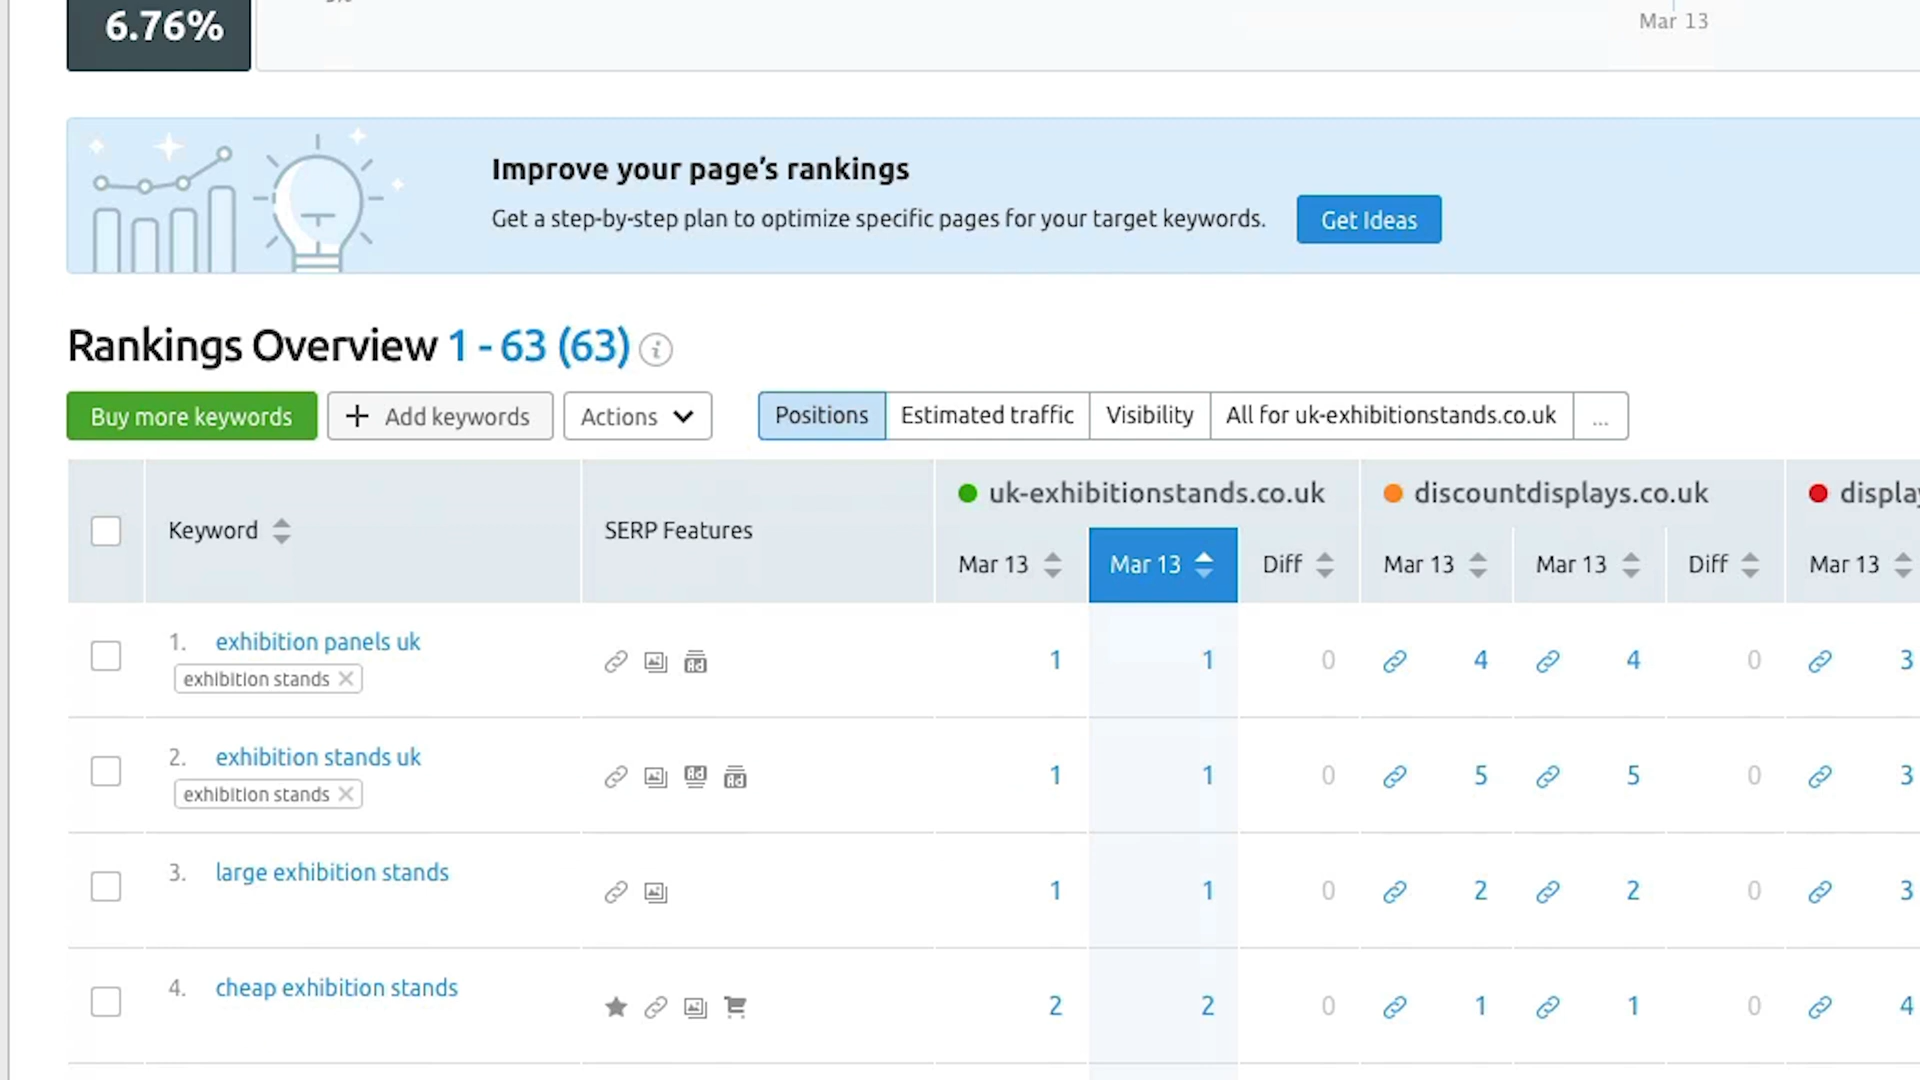 6.76%
Mar 13
Improve your page's rankings
Get a step-by-step plan to optimize specific pages for your target keywords.
Get Ideas
Rankings Overview 1 - 63 (63)
Buy more keywords
+ Add keywords
Actions
Positions
Estimated traffic
Visibility
All for uk-exhibitionstands.co.uk
...
Keyword
SERP Features
uk-exhibitionstands.co.uk
discountdisplays.co.uk
Mar 13 Mar 13 Diff Mar 13 Mar 13 Diff Mar 13
1. exhibition panels uk
exhibition stands
Ad
1 1 0 4 4 0 3
2. exhibition stands uk
exhibition stands
Ad Ad
1 1 0 5 5 0 3
3. large exhibition stands
1 1 0 2 2 0 3
4. cheap exhibition stands
2 2 0 1 1 0 4